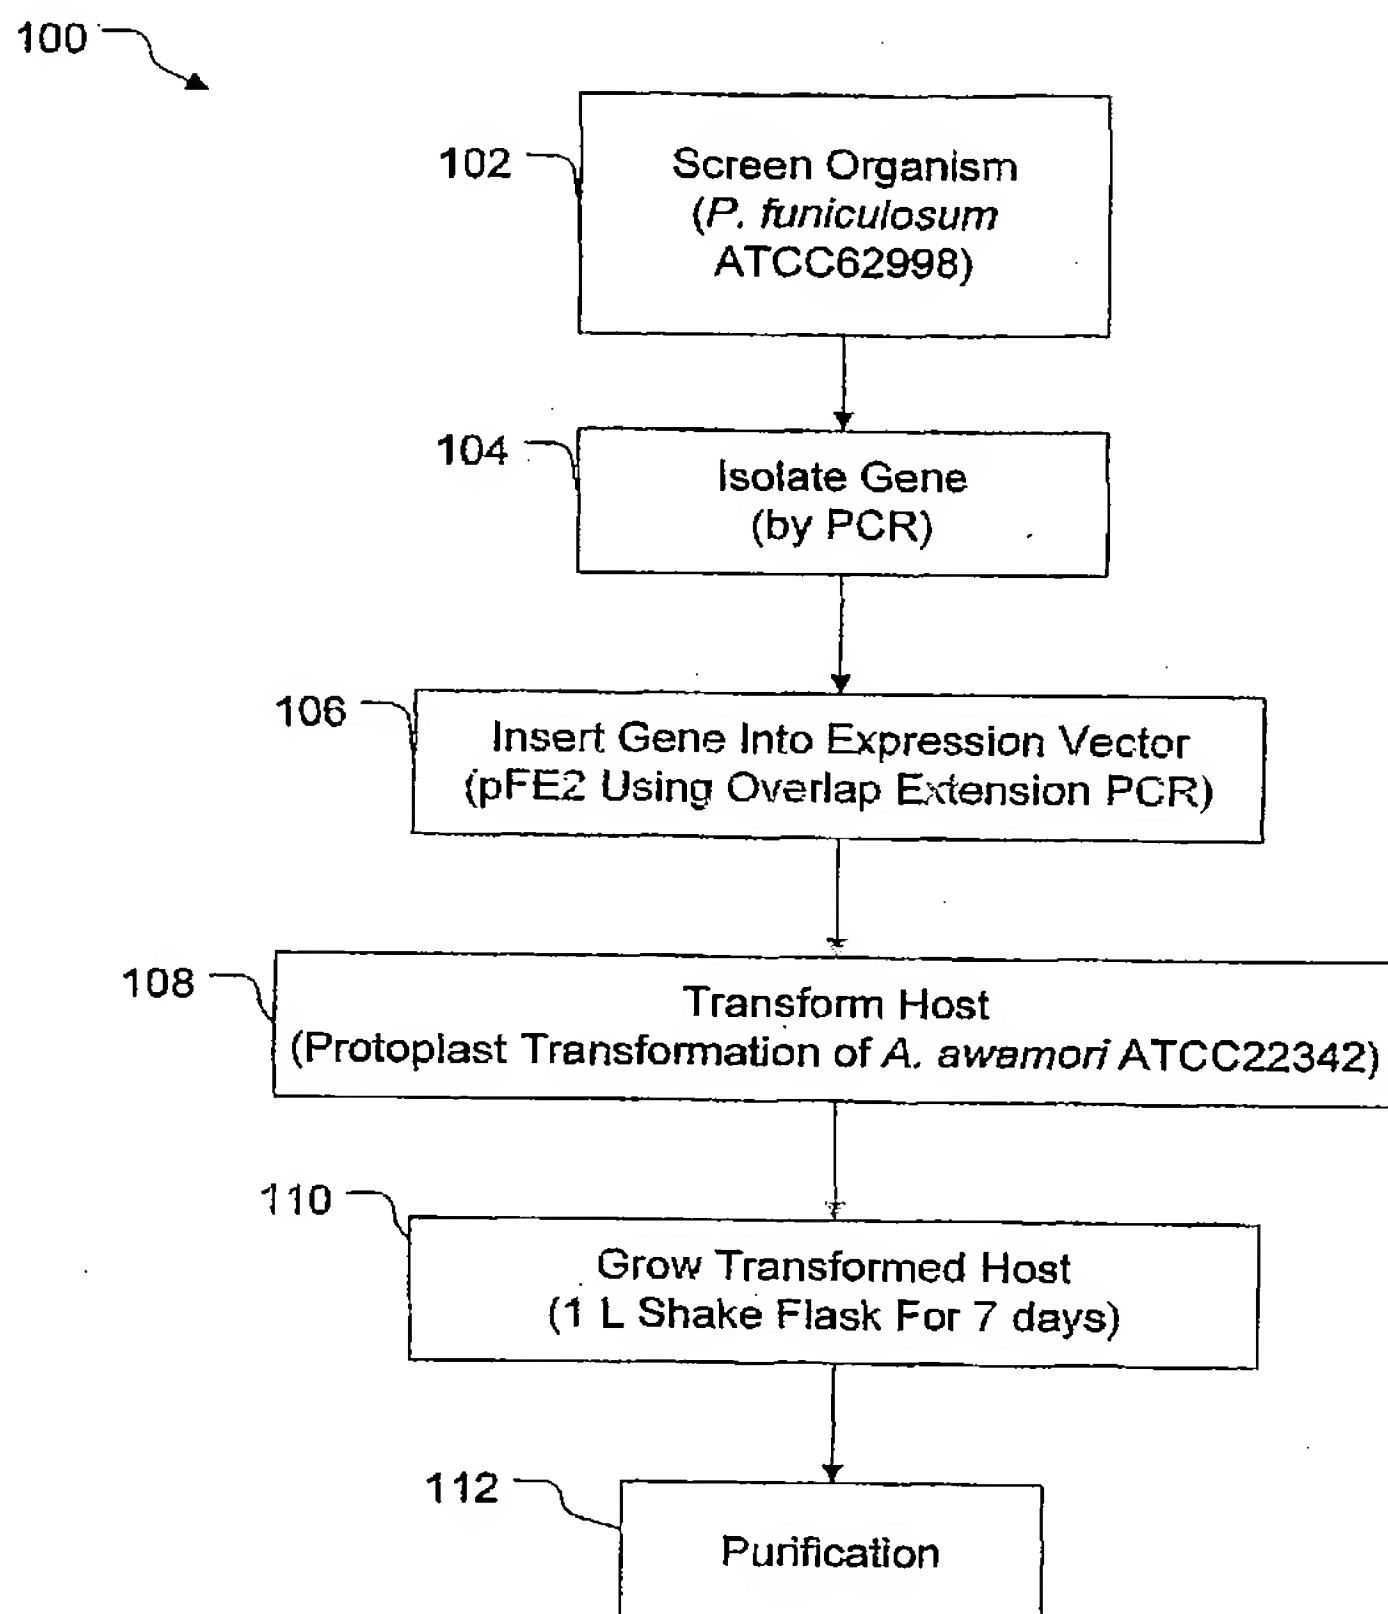 100
102
Screen Organism
(P. funiculosum
ATCC62998)
104
Isolate Gene
(by PCR)
106
Insert Gene Into Expression Vector
(pFE2 Using Overlap Extension PCR)
108
Transform Host
(Protoplast Transformation of A. awamori ATCC22342)
110
Grow Transformed Host
(1 L Shake Flask For 7 days)
112
Purification